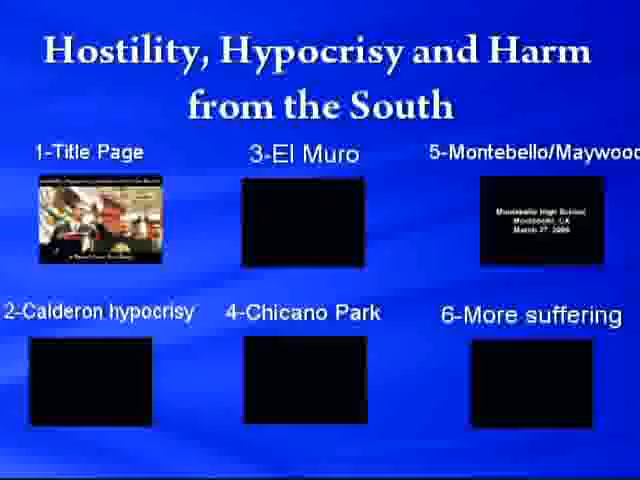 Hostility, Hypocrisy and Harm
from the South
1-Title Page
3-El Muro
5-Montebello/Maywood
Montebello High School
Montebello, CA
March 27, 2006
2-Calderon hypocrisy
4-Chicano Park
6-More suffering